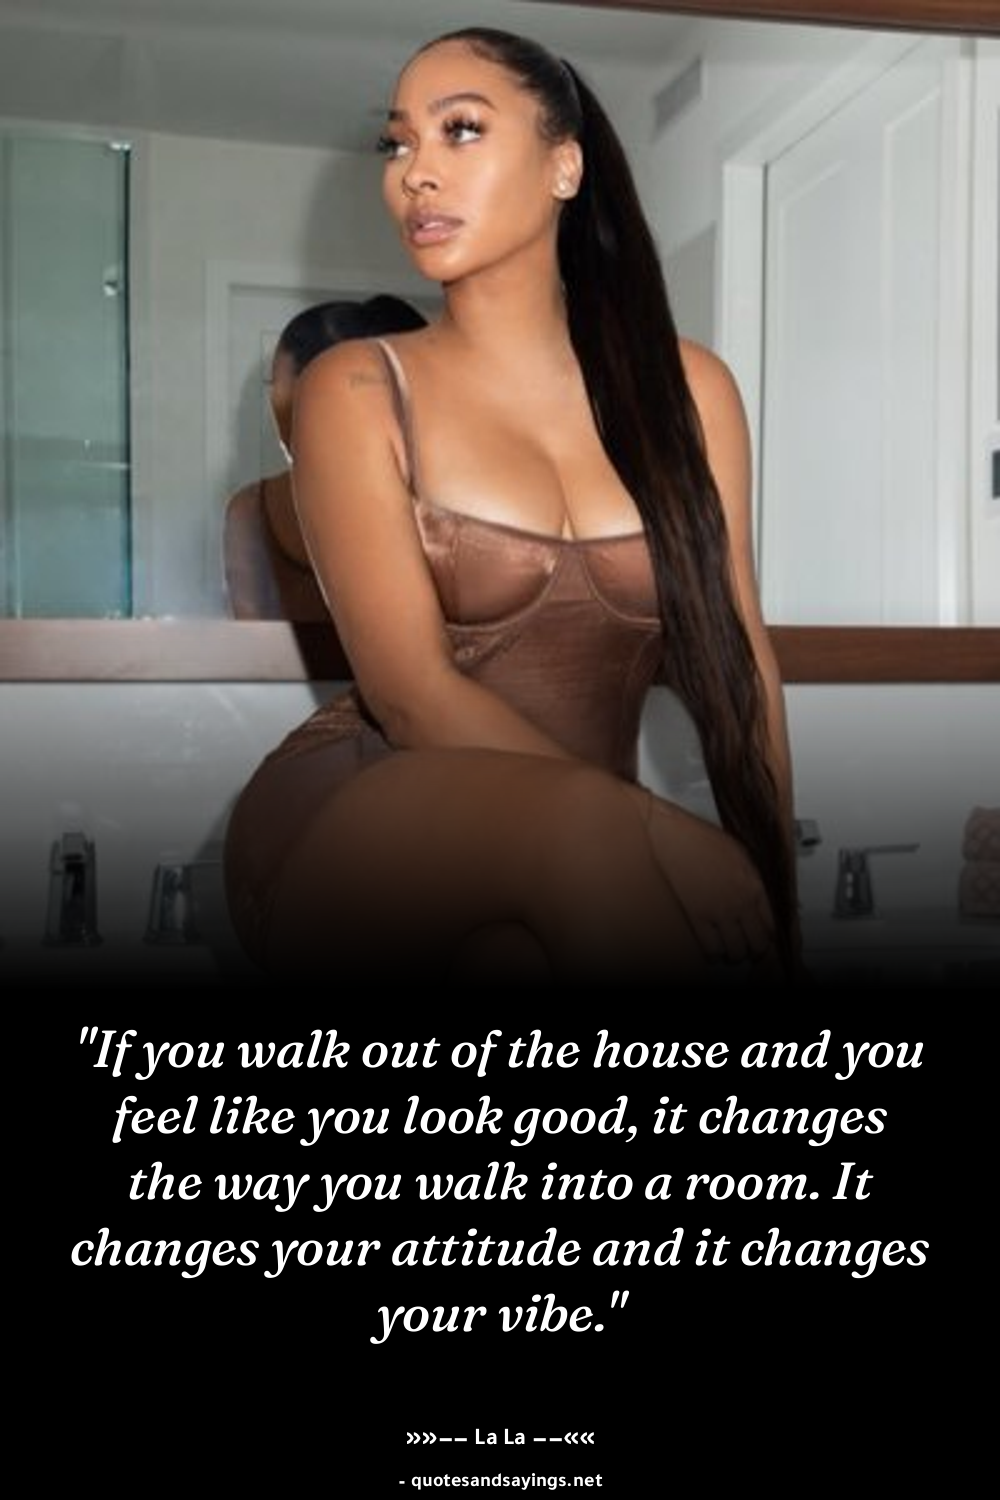 "If you walk out of the house and you
feel like you look good, it changes
the way you walk into a room. It
changes your attitude and it changes
your vibe."
»»−− La La −−««
- quotesandsayings.net